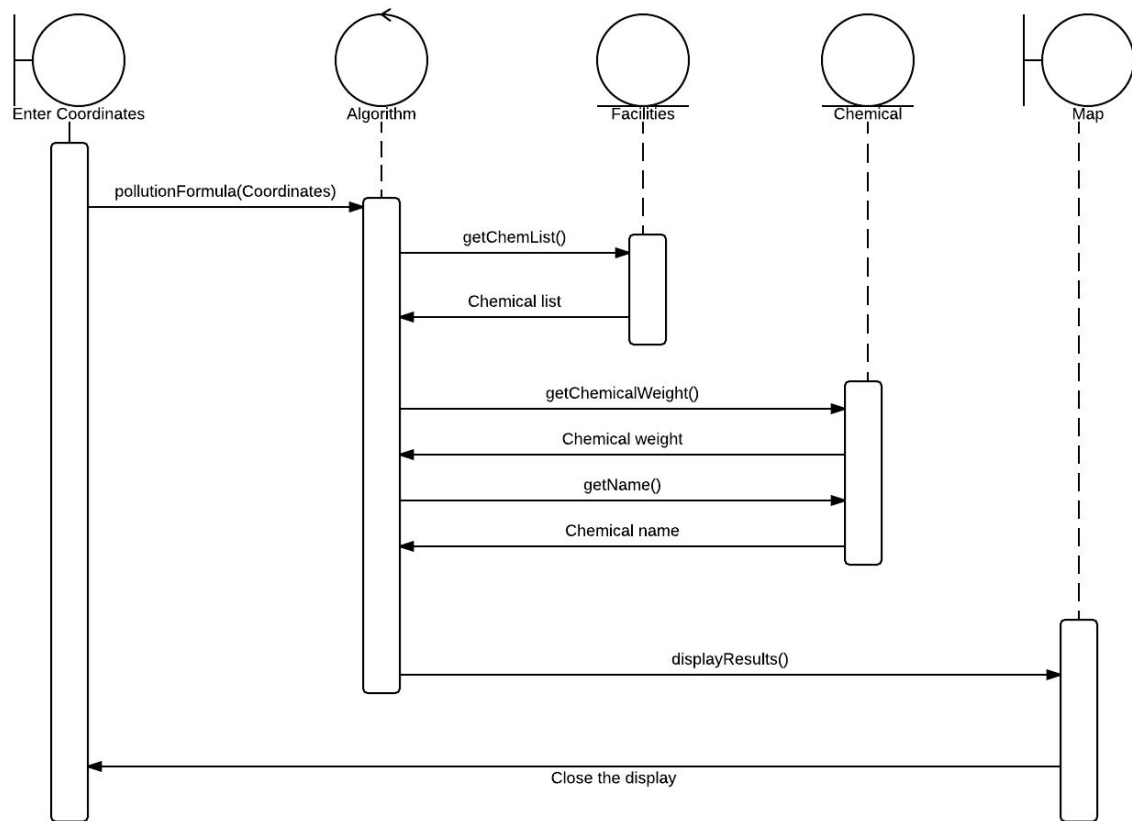 Enter Coordinates
Algorithm
Facilities
Chemical
Map
pollutionFormula(Coordinates)
getChemList()
Chemical list
getChemicalWeight()
Chemical weight
getName()
Chemical name
displayResults()
Close the display